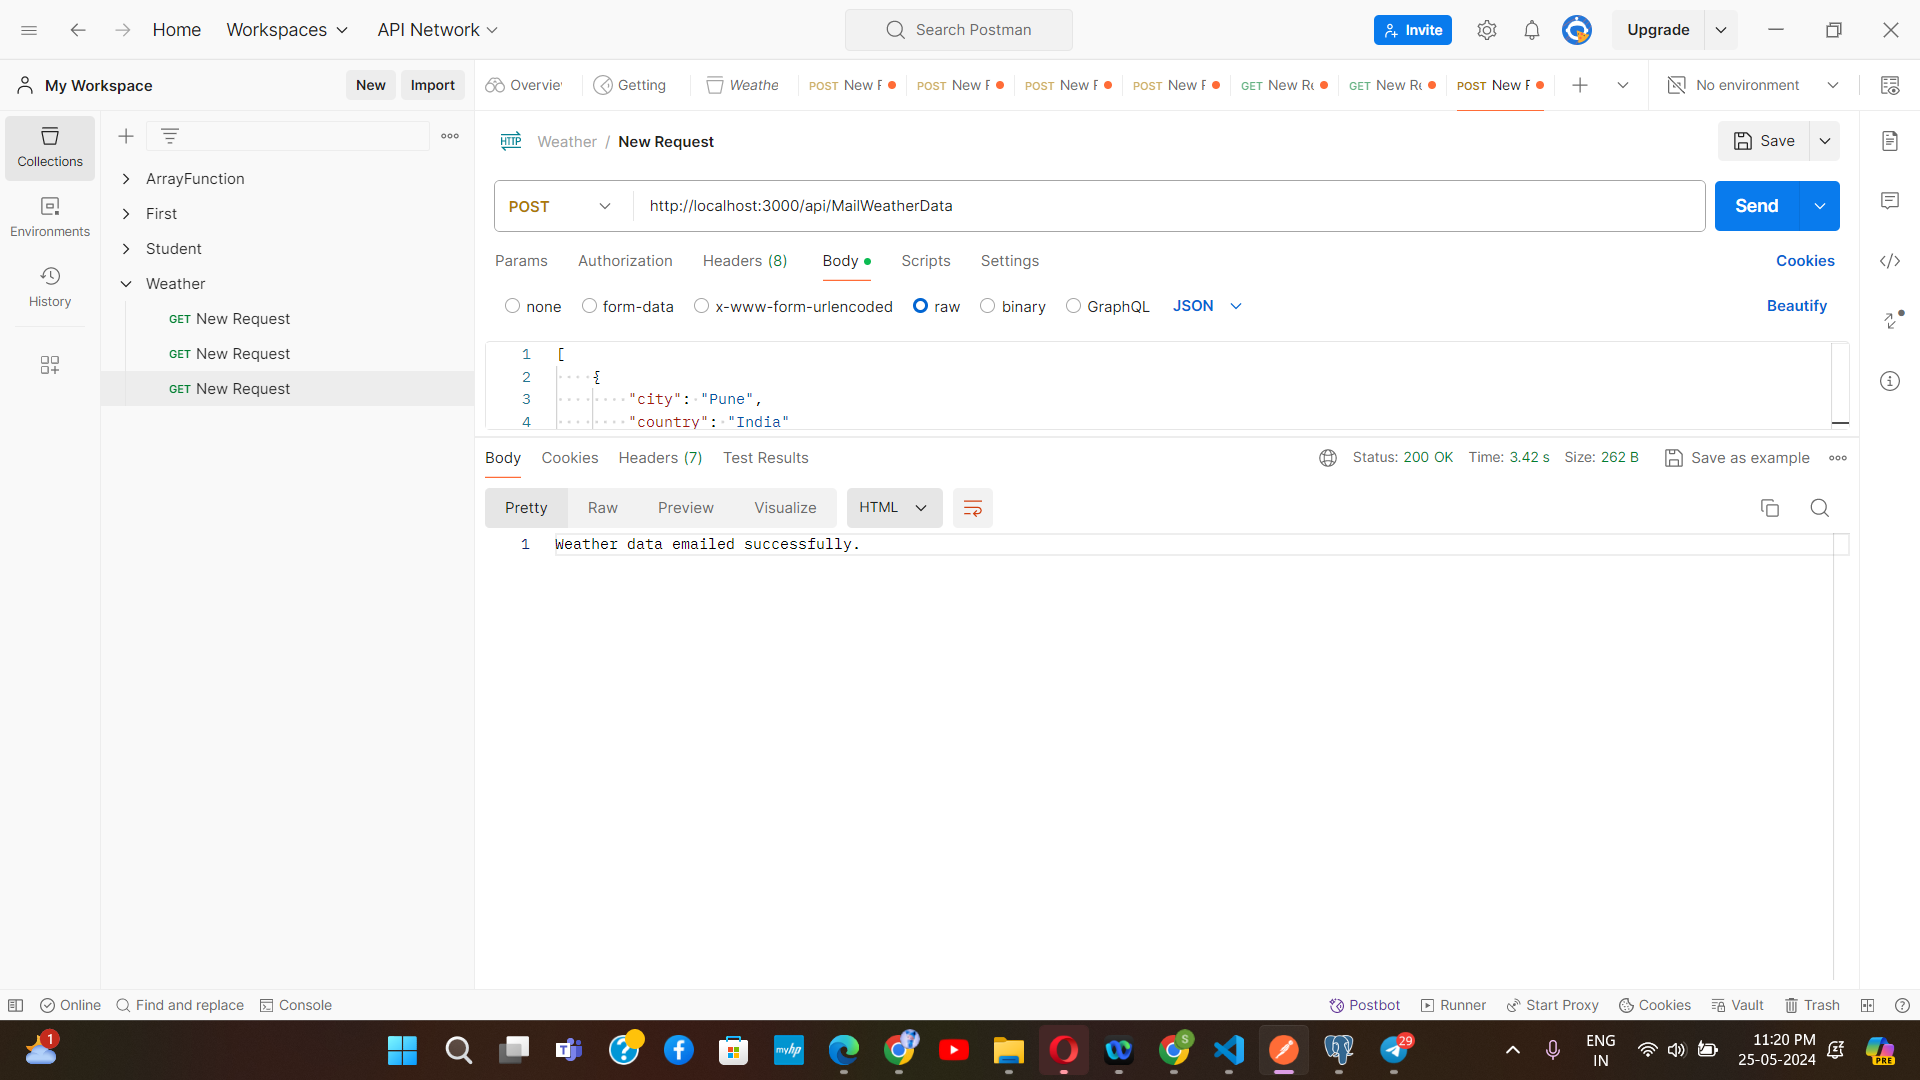 Home
Workspaces
API Network
Search Postman
Invite
Upgrade
My Workspace
New
Import
Overvie
Getting
Weathe
POST New F
POST New F
POST New F
POST New F
GET New Re
GET New Re
POST New F
No environment
Collections
Environments
History
ArrayFunction
First
Student
Weather
GET New Request
GET New Request
GET New Request
HTTP
Weather / New Request
Save
POST
http://localhost:3000/api/MailWeatherData
Send
Params
Authorization
Headers (8)
Body
Scripts
Settings
Cookies
none
form-data
x-www-form-urlencoded
raw
binary
GraphQL
JSON
Beautify
1 [
2 {
3 "city": "Pune",
4 "country": "India"
Body
Cookies
Headers (7)
Test Results
Status: 200 OK
Time: 3.42 s
Size: 262 B
Save as example
Pretty
Raw
Preview
Visualize
HTML
1 Weather data emailed successfully.
Online
Find and replace
Console
Postbot
Runner
Start Proxy
Cookies
Vault
Trash
1
myhp
S
29
ENG
IN
11:20 PM
25-05-2024
PRE